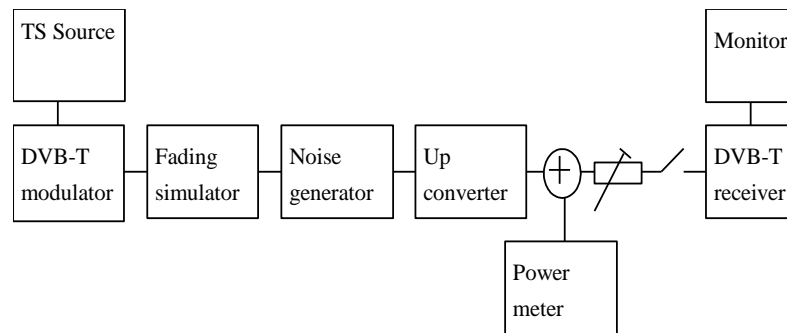 TS Source
Monitor
DVB-T
modulator
Fading
simulator
Noise
generator
Up
converter
DVB-T
receiver
Power
meter